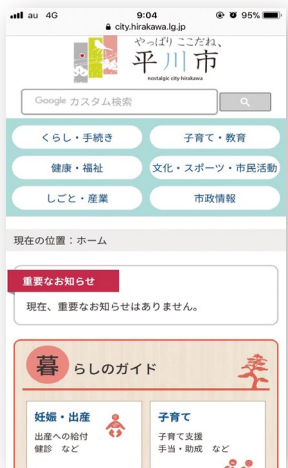 au 4G 9:04 95%
city.hirakawa.lg.jp
やっぱり ここだね、
平川市
nostalgic city hirakawa
Google カスタム検索
くらし・手続き 子育て・教育
健康・福祉 文化・スポーツ・市民活動
しごと・産業 市政情報
現在の位置：ホーム
重要なお知らせ
現在、重要なお知らせはありません。
暮らしのガイド
妊娠・出産
出産への給付
健診 など
子育て
子育て支援
手当・助成 など